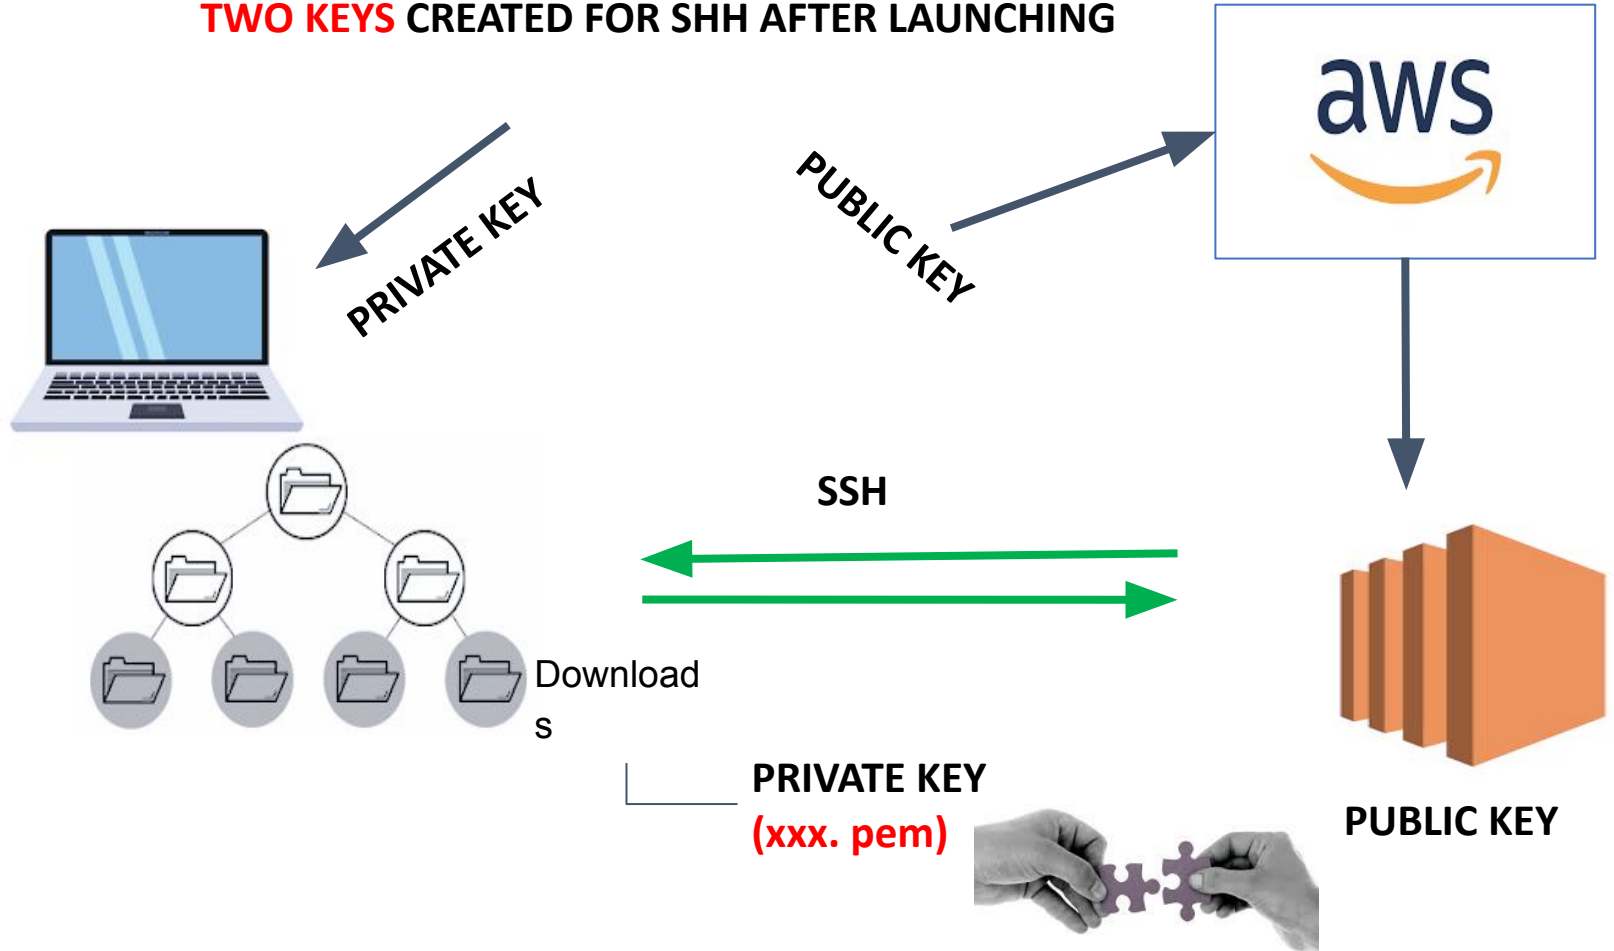 TWO KEYS CREATED FOR SHH AFTER LAUNCHING
aws
PRIVATE KEY
PUBLIC KEY
SSH
Download
s
PRIVATE KEY
(xxx. pem)
PUBLIC KEY